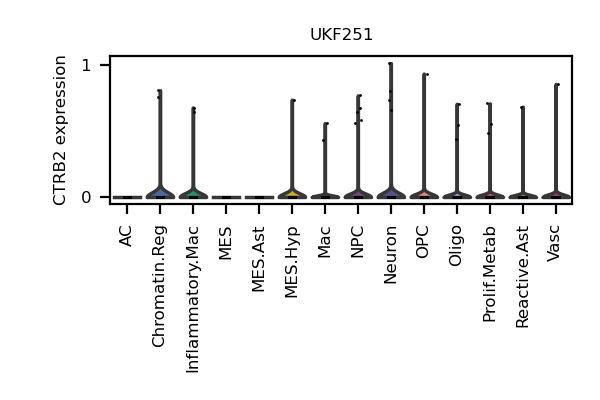 UKF251
CTRB2 expression
1
0
AC
Chromatin.Reg
Inflammatory.Mac
MES
MES.Ast
MES.Hyp
Mac
NPC
Neuron
OPC
Oligo
Prolif.Metab
Reactive.Ast
Vasc